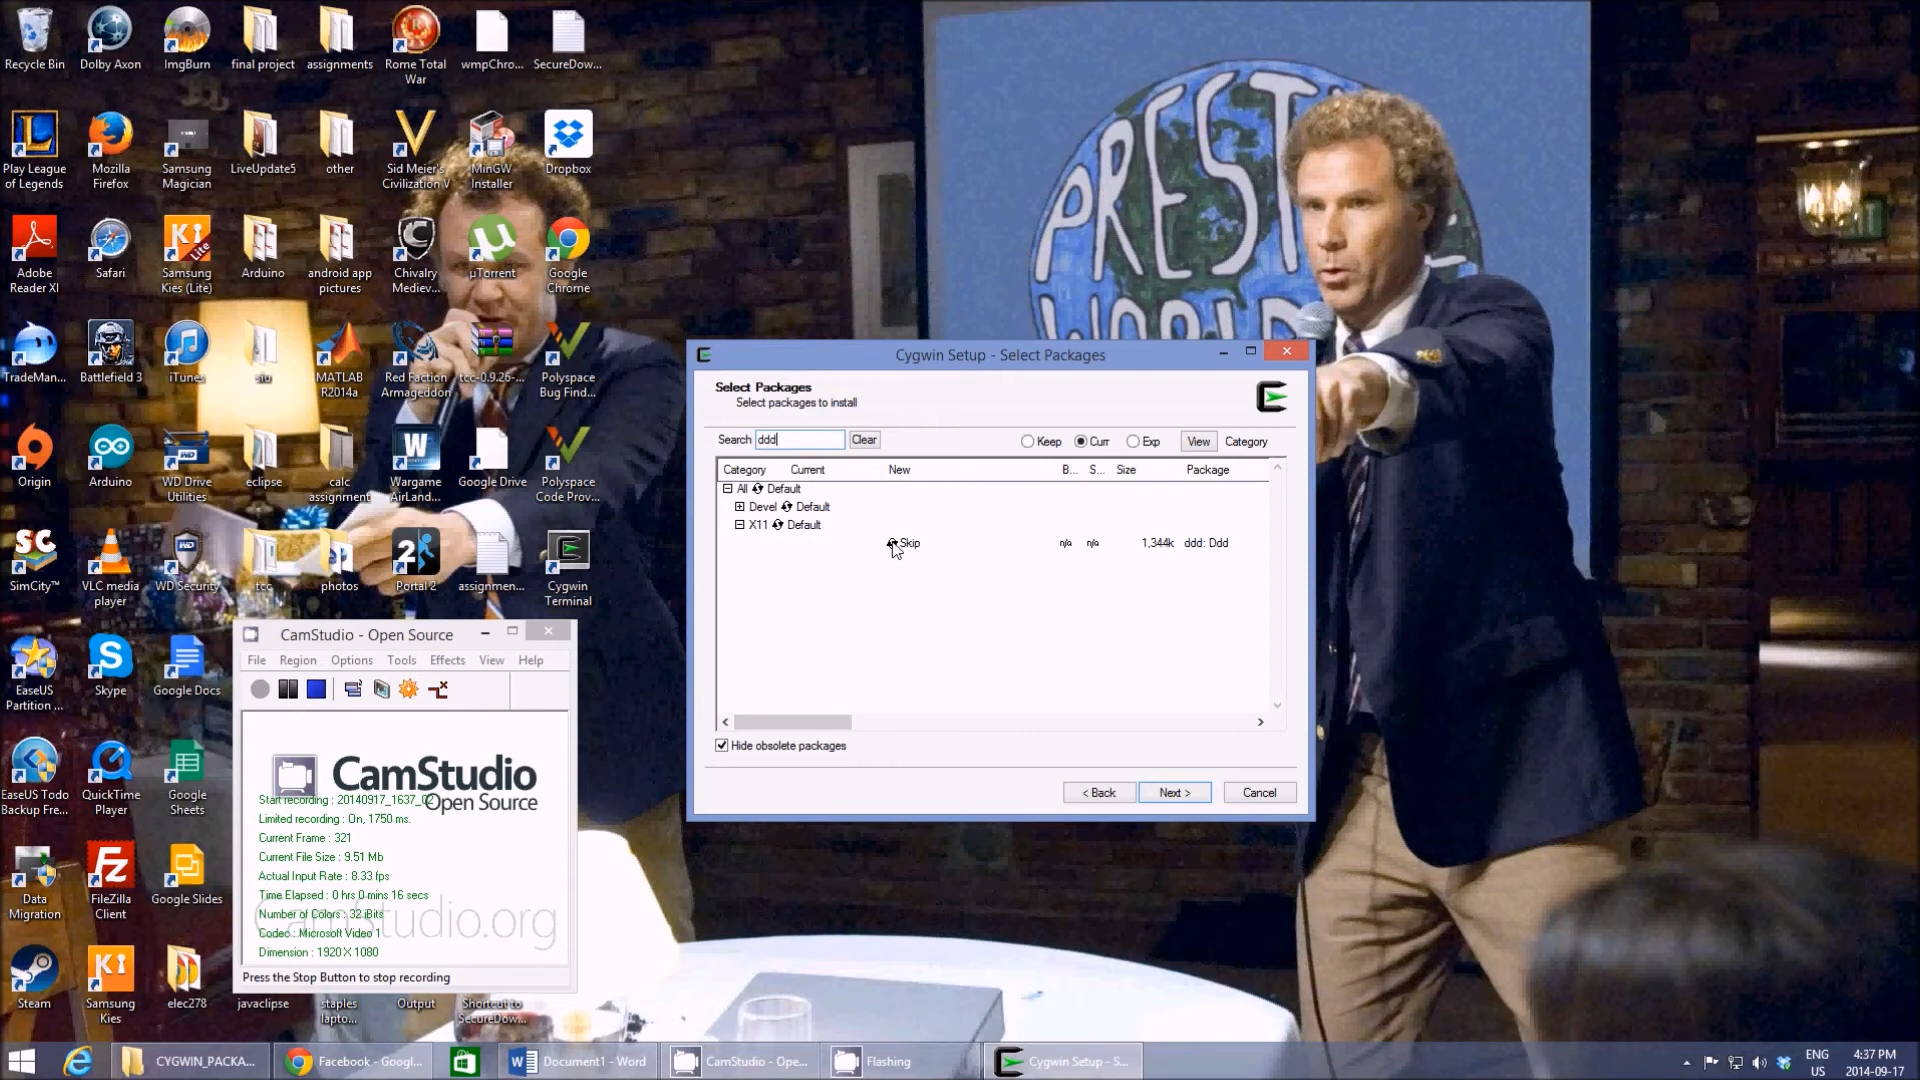 Recycle Bin
Dolby Axon
ImgBurn
final project
assignments
Rome Total
War
wmpChro...
SecureDow...
Play League
of Legends
Mozilla
Firefox
Samsung
Magician
LiveUpdate5
other
Sid Meier's
Civilization V
MinGW
Installer
Dropbox
Adobe
Reader XI
Safari
Samsung
Kies (Lite)
Arduino
android app
pictures
Chivalry
Mediev...
µTorrent
Google
Chrome
TradeMan...
Battlefield 3
iTunes
siu
MATLAB
R2014a
Red Faction
Armageddon
tcc-0.9.26-...
Polyspace
Bug Find...
Origin
Arduino
WD Drive
Utilities
eclipse
calc
assignment
Wargame
AirLand...
Google Drive
Polyspace
Code Prov...
SimCity™
VLC media
player
WD Security
tcc
photos
Portal 2
assignmen...
Cygwin
Terminal
EaseUS
Partition ...
Skype
Google Docs
EaseUS Todo
Backup Fre...
QuickTime
Player
Google
Sheets
Data
Migration
FileZilla
Client
Google Slides
Steam
Samsung
Kies
elec278
javaclipse
staples
lapto...
Output
Shortcut to
SecureDow...
PREST
WORLD
Cygwin Setup - Select Packages
Select Packages
Select packages to install
Search ddd Clear
Keep Curr Exp View Category
Category Current New B... S... Size Package
All Default
Devel Default
X11 Default
Skip n/a n/a 1,344k ddd: Ddd
Hide obsolete packages
< Back Next > Cancel
CamStudio - Open Source
File Region Options Tools Effects View Help
CamStudio
Open Source
Start recording : 20140917_1637_02
Limited recording : On, 1750 ms.
Current Frame : 321
Current File Size : 9.51 Mb
Actual Input Rate : 8.33 fps
Time Elapsed : 0 hrs 0 mins 16 secs
Number of Colors : 32 Bits
Codec : Microsoft Video 1
Dimension : 1920 X 1080
CamStudio.org
Press the Stop Button to stop recording
CYGWIN_PACKA...
Facebook - Googl...
Document1 - Word
CamStudio - Ope...
Flashing
Cygwin Setup - S...
ENG
US
4:37 PM
2014-09-17